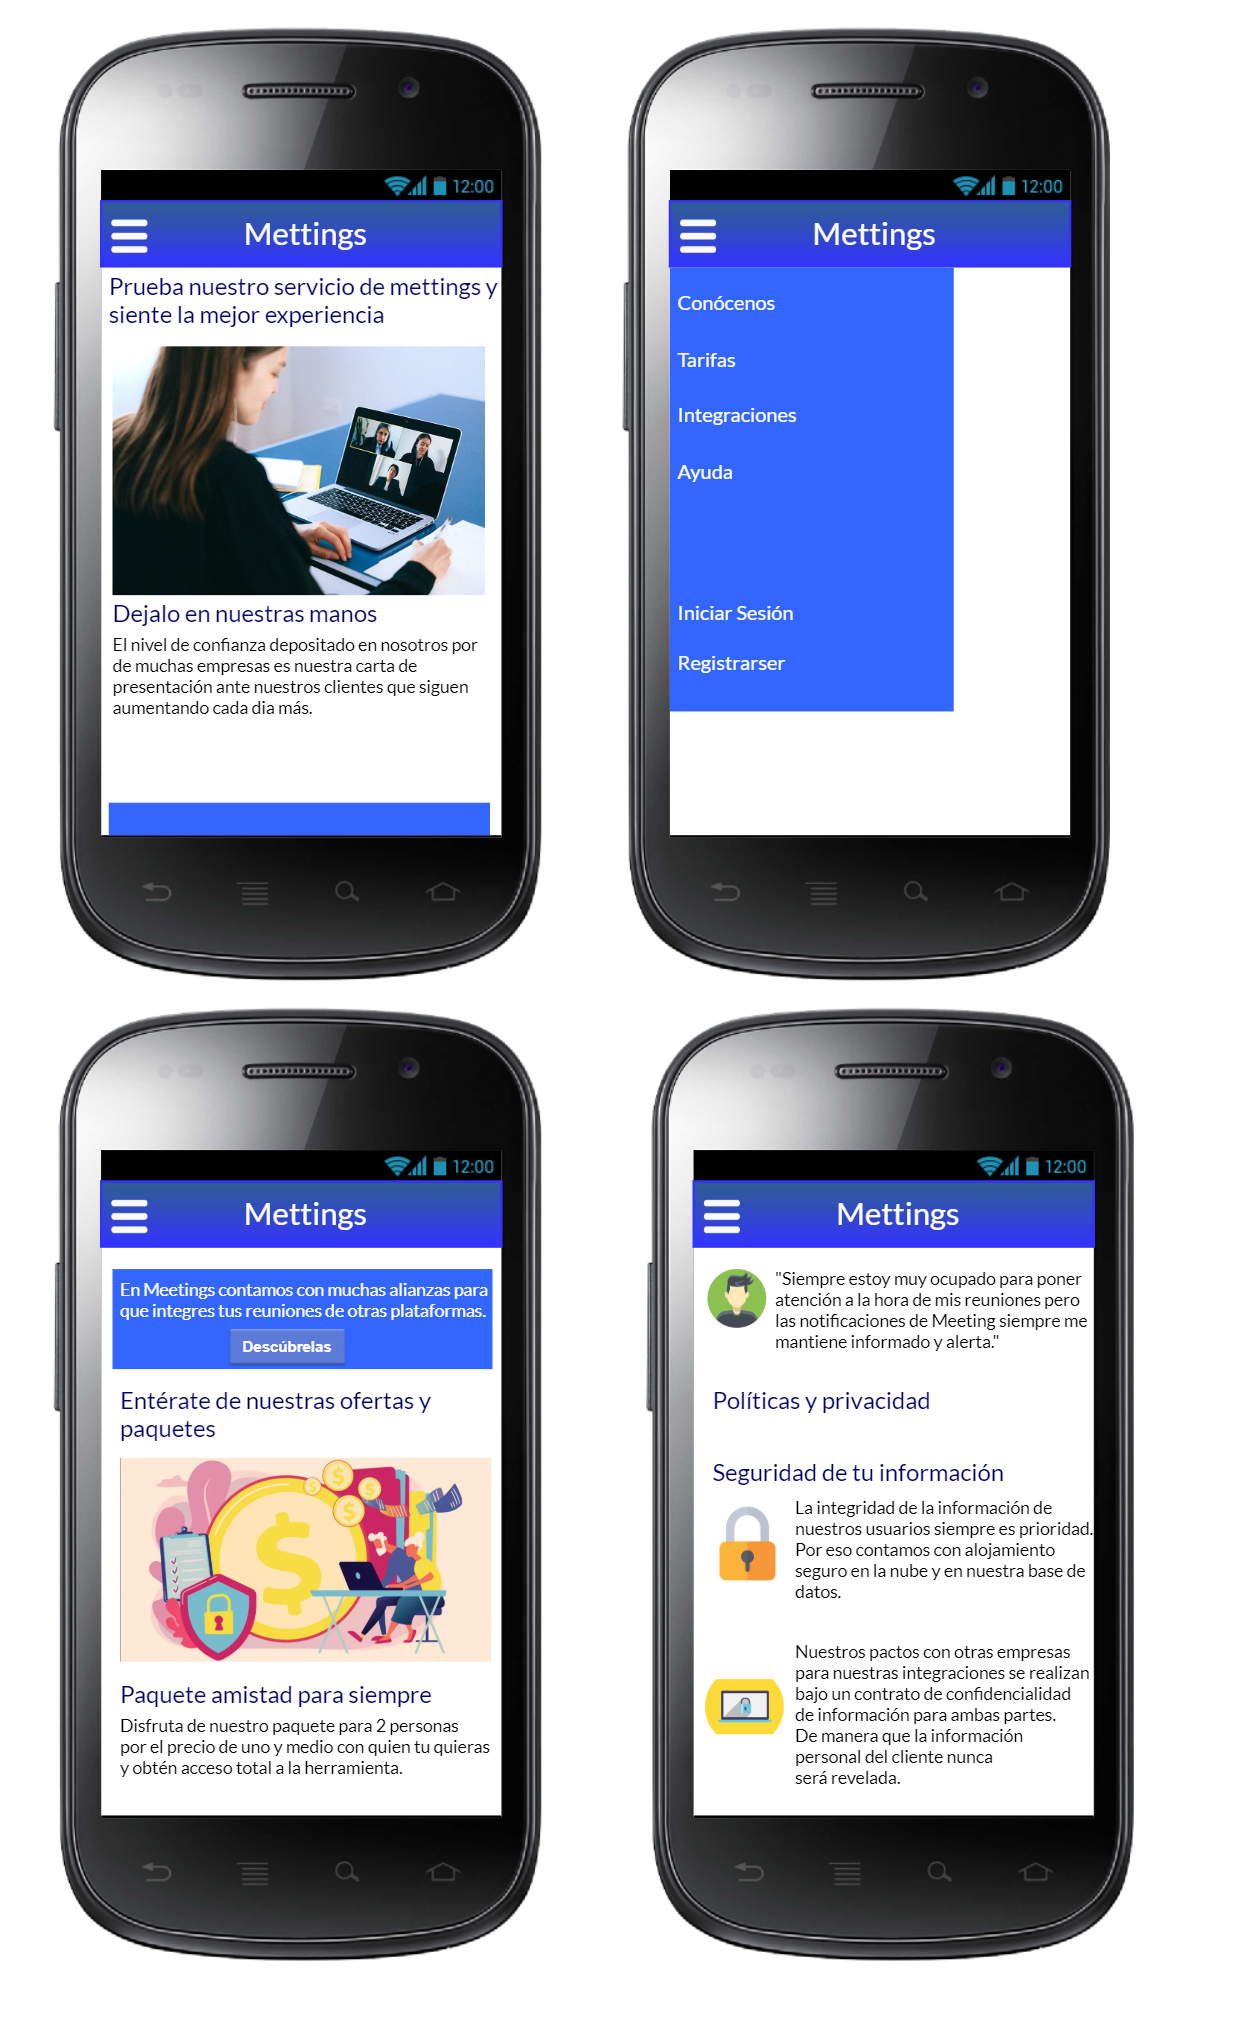 12:00
Mettings
Prueba nuestro servicio de mettings y
siente la mejor experiencia
Dejalo en nuestras manos
El nivel de confianza depositado en nosotros por
de muchas empresas es nuestra carta de
presentación ante nuestros clientes que siguen
aumentando cada dia más.
12:00
Mettings
Conócenos
Tarifas
Integraciones
Ayuda
Iniciar Sesión
Registrarser
12:00
Mettings
En Meetings contamos con muchas alianzas para
que integres tus reuniones de otras plataformas.
Descúbrelas
Entérate de nuestras ofertas y
paquetes
Paquete amistad para siempre
Disfruta de nuestro paquete para 2 personas
por el precio de uno y medio con quien tu quieras
y obtén acceso total a la herramienta.
12:00
Mettings
"Siempre estoy muy ocupado para poner
atención a la hora de mis reuniones pero
las notificaciones de Meeting siempre me
mantiene informado y alerta."
Políticas y privacidad
Seguridad de tu información
La integridad de la información de
nuestros usuarios siempre es prioridad.
Por eso contamos con alojamiento
seguro en la nube y en nuestra base de
datos.
Nuestros pactos con otras empresas
para nuestras integraciones se realizan
bajo un contrato de confidencialidad
de información para ambas partes.
De manera que la información
personal del cliente nunca
será revelada.